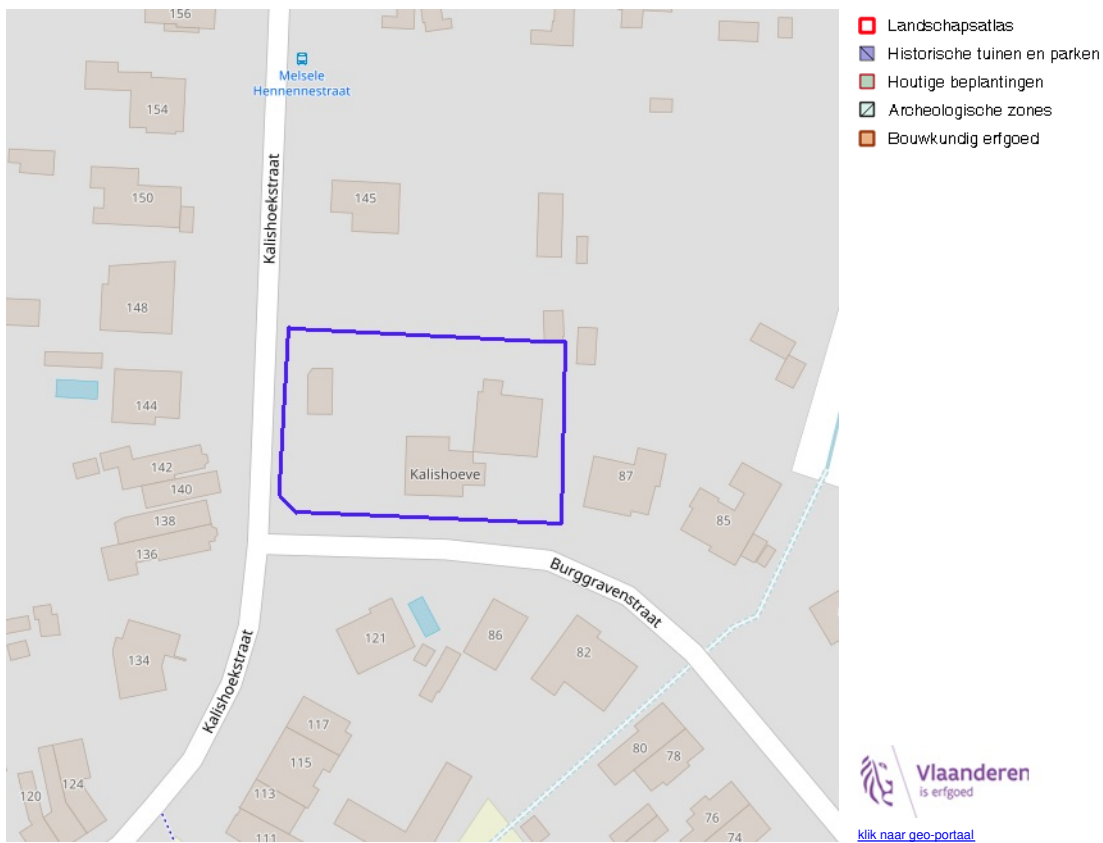 156
Melsele
Hennennestraat
154
Kalishoekstraat
150
145
148
144
142
140
138
136
Kalishoeve
87
85
Burggravenstraat
121
86
82
134
Kalishoekstraat
117
115
113
111
80
78
76
74
124
120
Landschapsatlas
Historische tuinen en parken
Houtige beplantingen
Archeologische zones
Bouwkundig erfgoed
Vlaanderen
is erfgoed
klik naar geo-portaal